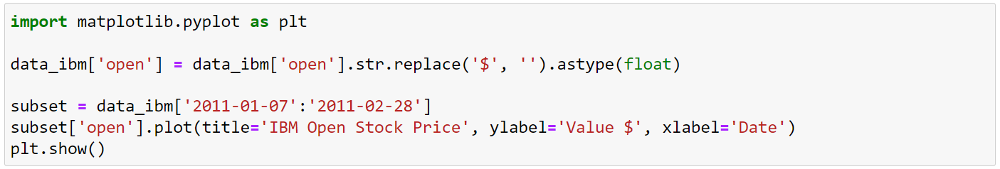 import matplotlib.pyplot as plt
data_ibm['open'] = data_ibm['open'].str.replace('$', '').astype(float)
subset = data_ibm['2011-01-07':'2011-02-28']
subset['open'].plot(title='IBM Open Stock Price', ylabel='Value $', xlabel='Date')
plt.show()